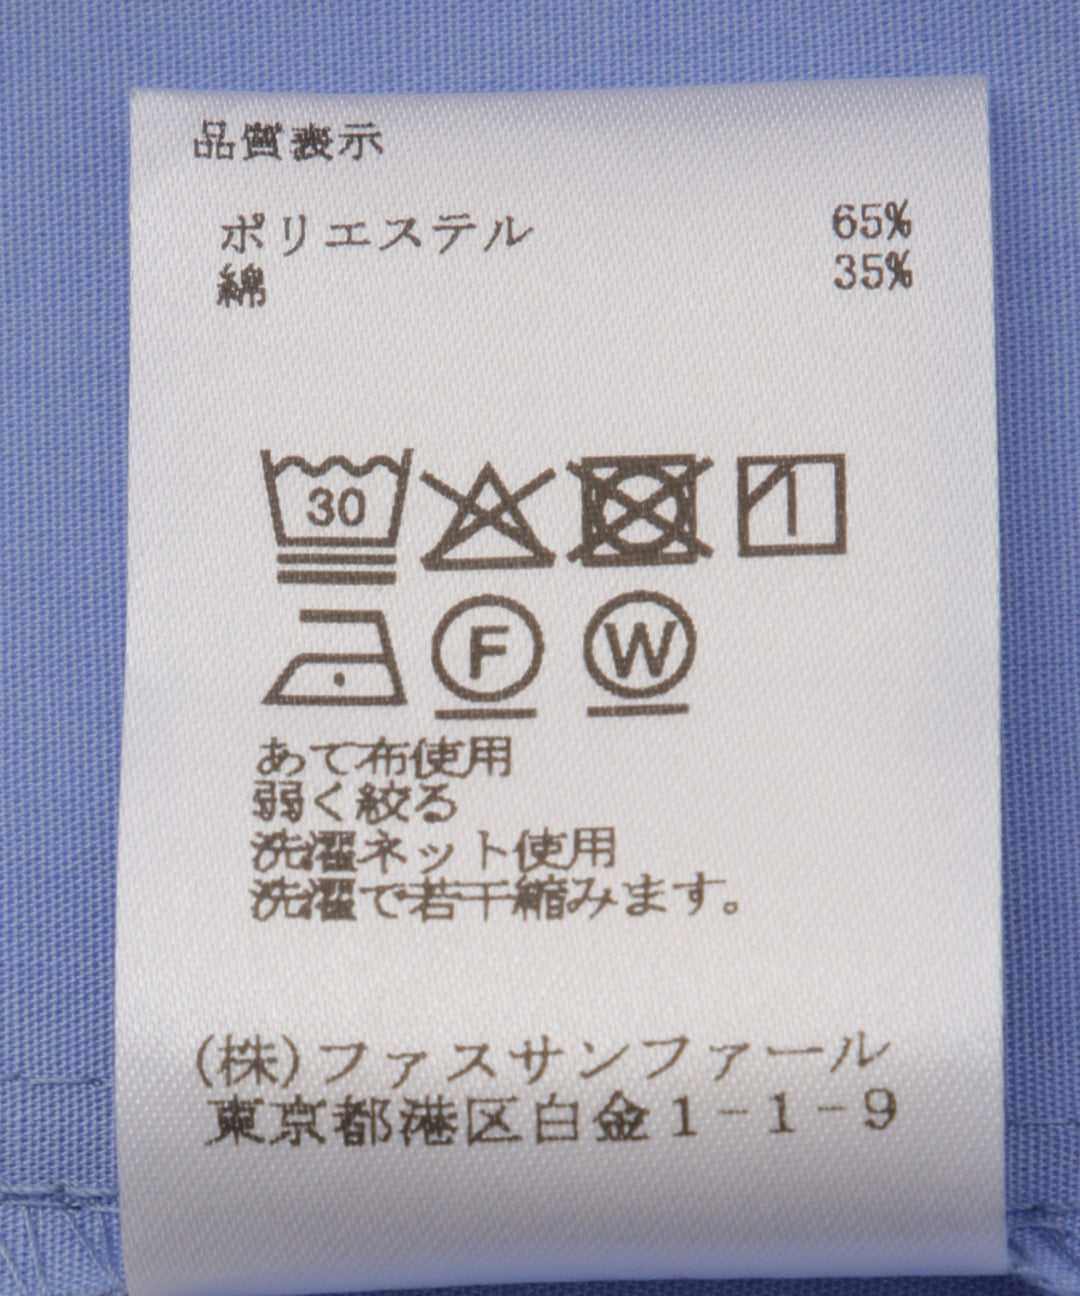 品質表示
ポリエステル 65%
綿 35%
30
F W
あて布使用
弱く絞る
洗濯ネット使用
洗濯で若干縮みます。
(株)ファスサンファール
東京都港区白金1-1-9